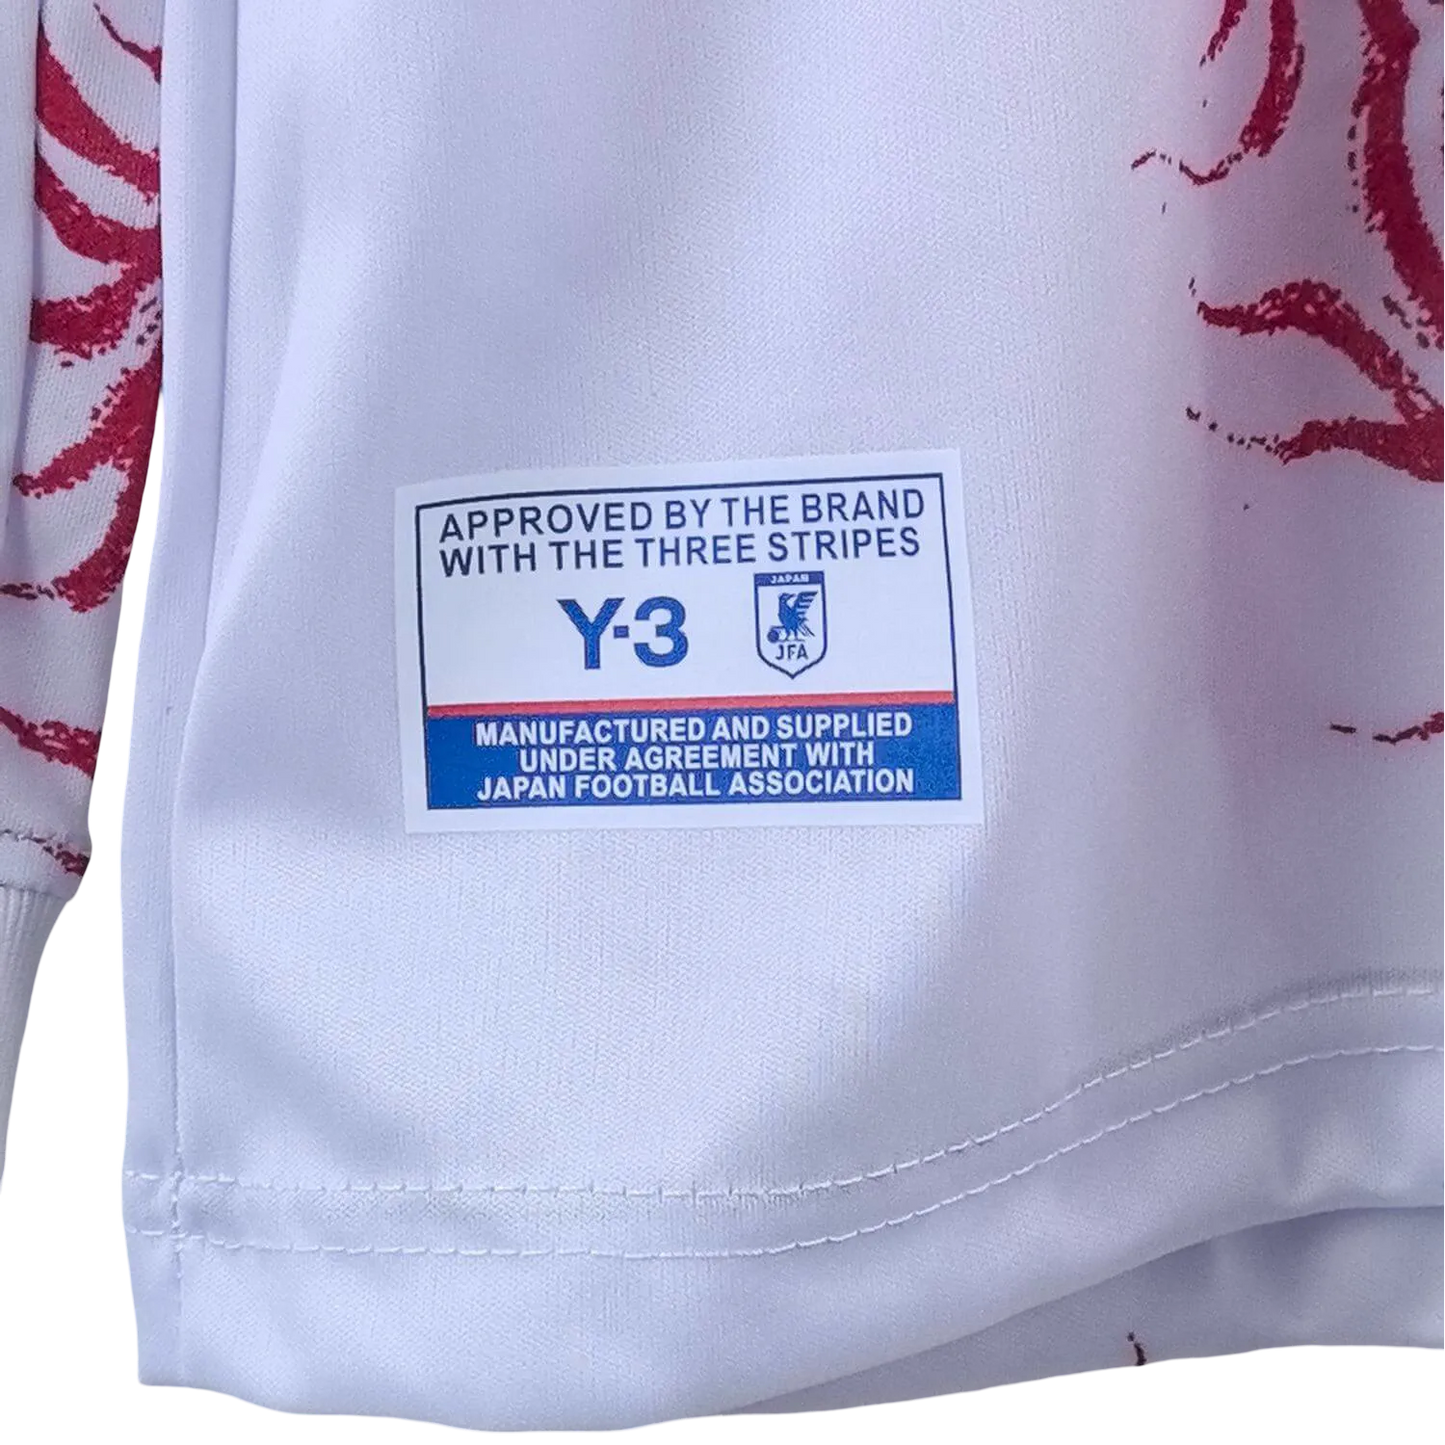 APPROVED BY THE BRAND
WITH THE THREE STRIPES
Y-3
JAPAN
JFA
MANUFACTURED AND SUPPLIED
UNDER AGREEMENT WITH
JAPAN FOOTBALL ASSOCIATION